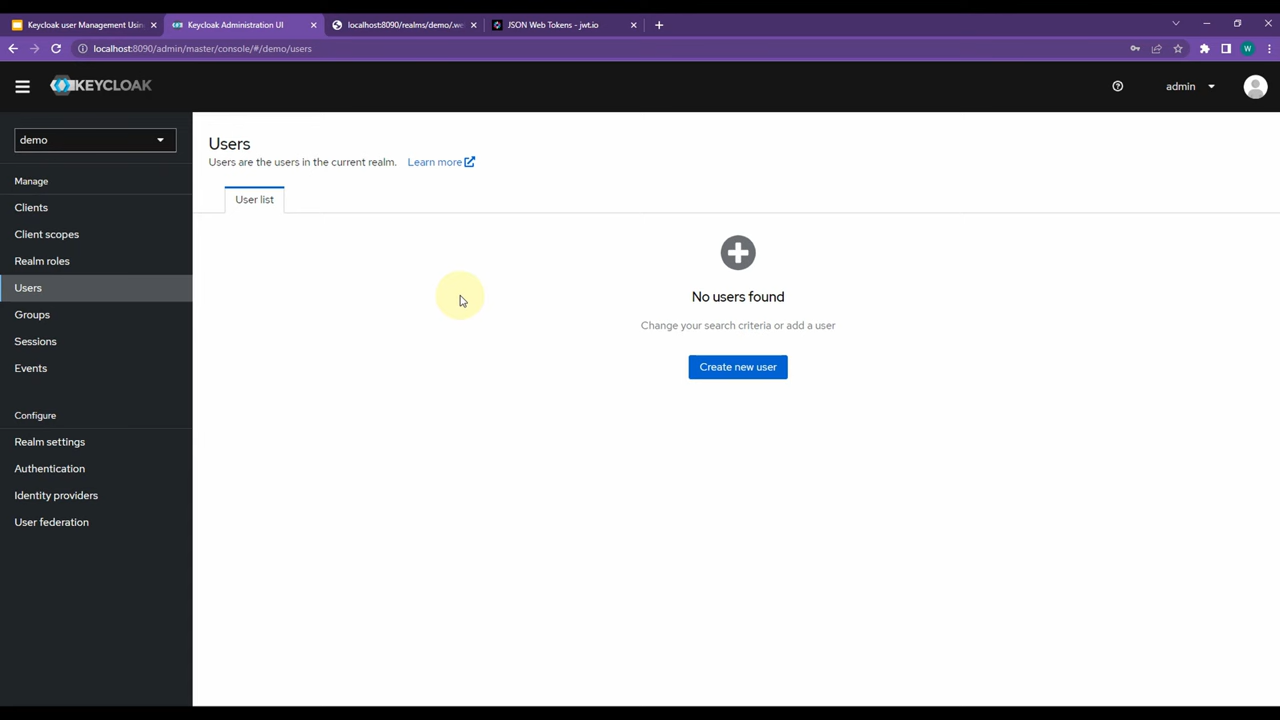 Keycloak user Management Usin
Keycloak Administration UI
localhost:8090/realms/demo/.we
JSON Web Tokens - jwt.io
localhost:8090/admin/master/console/#/demo/users
W
KEYCLOAK
admin
demo
Manage
Clients
Client scopes
Realm roles
Users
Groups
Sessions
Events
Configure
Realm settings
Authentication
Identity providers
User federation
Users
Users are the users in the current realm. Learn more
User list
No users found
Change your search criteria or add a user
Create new user